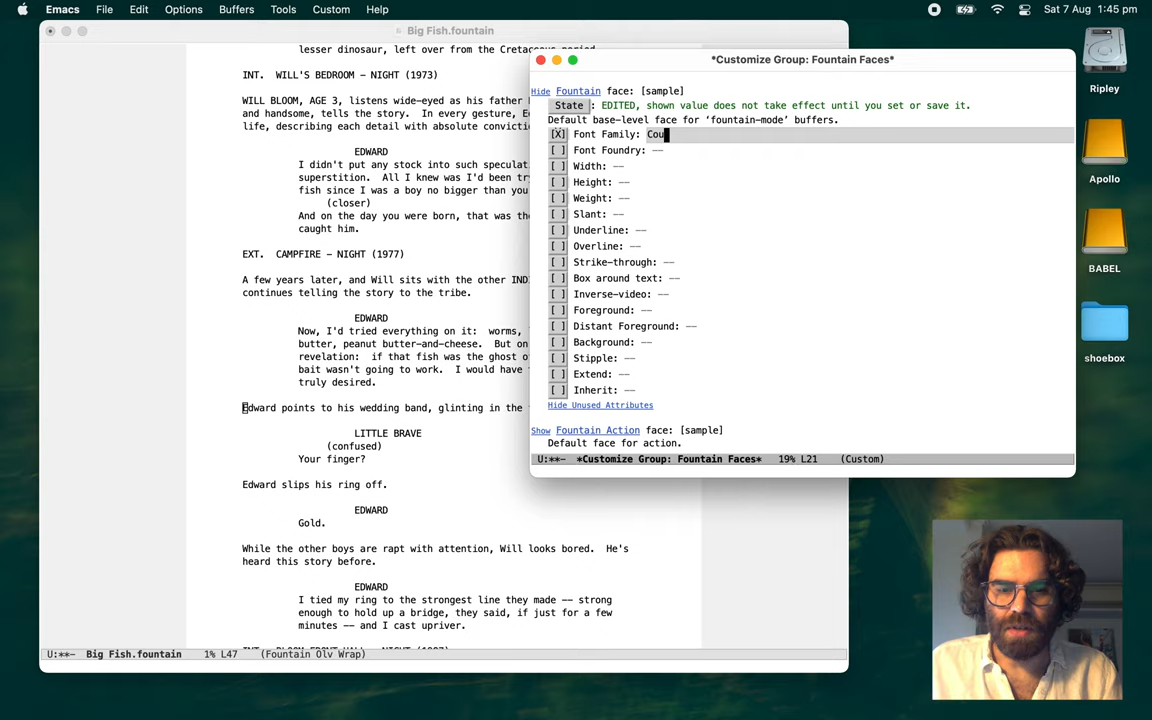 Emacs File Edit Options Buffers Tools Custom Help
Sat 7 Aug 1:45 pm
Big Fish.fountain
lesser dinosaur, left over from the Cretaceous period.
INT. WILL'S BEDROOM — NIGHT (1973)
WILL BLOOM, AGE 3, listens wide-eyed as his father
and handsome, tells the story. In every gesture,
life, describing each detail with absolute
EDWARD
I didn't put any stock into such
superstition. All I knew was I'd been
fish since I was a boy no bigger than you
(closer)
And on the day you were born, that was
caught him.
EXT. CAMPFIRE — NIGHT (1977)
A few years later, and Will sits with the other
continues telling the story to the tribe.
EDWARD
Now, I'd tried everything on it: worms,
butter, peanut butter-and-cheese. But on
revelation: if that fish was the ghost
bait wasn't going to work. I would have
truly desired.
Edward points to his wedding band, glinting in the
LITTLE BRAVE
(confused)
Your finger?
Edward slips his ring off.
EDWARD
Gold.
While the other boys are rapt with attention, Will looks bored. He's
heard this story before.
EDWARD
I tied my ring to the strongest line they made –– strong
enough to hold up a bridge, they said, if just for a few
minutes –– and I cast upriver.
U:**- Big Fish.fountain 1% L47 (Fountain Olv Wrap)
*Customize Group: Fountain Faces*
Hide Fountain face: [sample]
State : EDITED, shown value does not take effect until you set or save it.
Default base-level face for ‘fountain-mode’ buffers.
[X] Font Family: Cou
[ ] Font Foundry: ––
[ ] Width: ––
[ ] Height: ––
[ ] Weight: ––
[ ] Slant: ––
[ ] Underline: ––
[ ] Overline: ––
[ ] Strike-through: ––
[ ] Box around text: ––
[ ] Inverse-video: ––
[ ] Foreground: ––
[ ] Distant Foreground: ––
[ ] Background: ––
[ ] Stipple: ––
[ ] Extend: ––
[ ] Inherit: ––
Hide Unused Attributes
Show Fountain Action face: [sample]
Default face for action.
U:**- *Customize Group: Fountain Faces* 19% L21 (Custom)
Ripley
Apollo
BABEL
shoebox